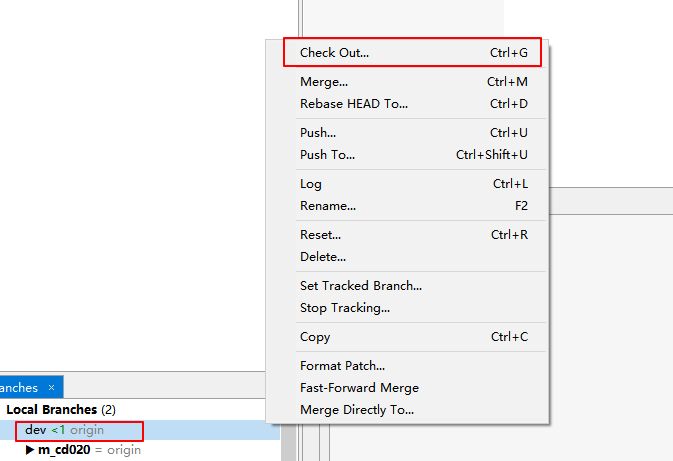 Check Out... Ctrl+G
Merge... Ctrl+M
Rebase HEAD To... Ctrl+D
Push... Ctrl+U
Push To... Ctrl+Shift+U
Log Ctrl+L
Rename... F2
Reset... Ctrl+R
Delete...
Set Tracked Branch...
Stop Tracking...
Copy Ctrl+C
Format Patch...
Fast-Forward Merge
Merge Directly To...
anches ×
Local Branches (2)
dev <1 origin
▶ m_cd020 = origin